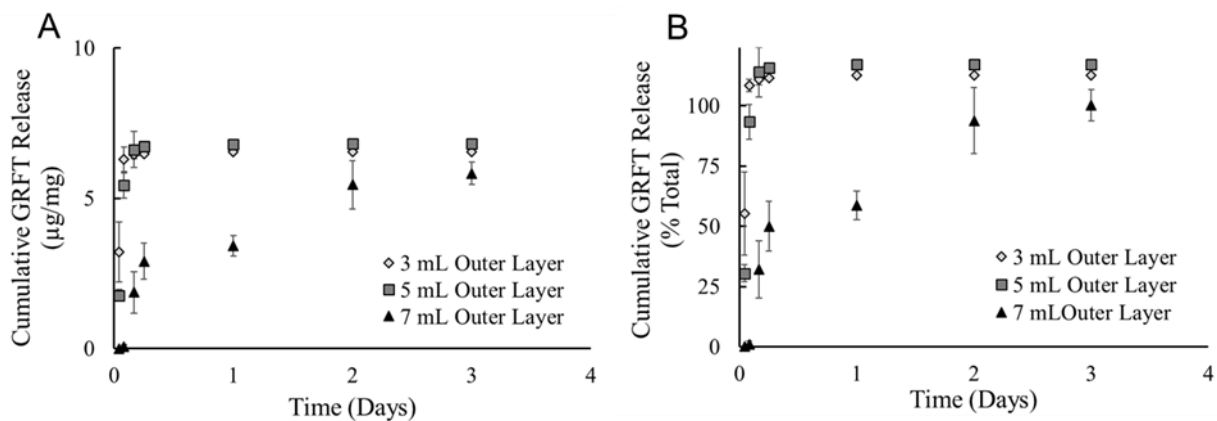 A
Cumulative GRFT Release
(µg/mg)
10
5
0
0 1 2 3 4
Time (Days)
3 mL Outer Layer
5 mL Outer Layer
7 mL Outer Layer
B
Cumulative GRFT Release
(% Total)
100
75
50
25
0
0 1 2 3 4
Time (Days)
3 mL Outer Layer
5 mL Outer Layer
7 mLOuter Layer